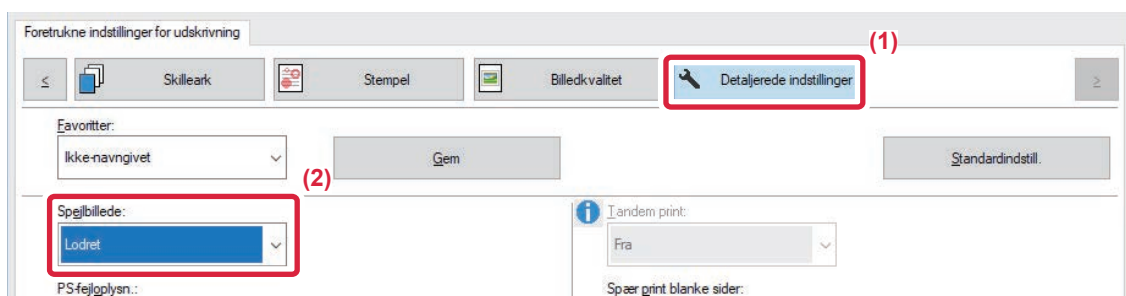 Foretrukne indstillinger for udskrivning
(1)
< Skilleark Stempel Billedkvalitet Detaljerede indstillinger >
Favoritter:
Ikke-navngivet Gem Standardindstill.
(2)
Spejlbillede: Tandem print:
Lodret Fra
PS-fejloplysn.: Spær print blanke sider: